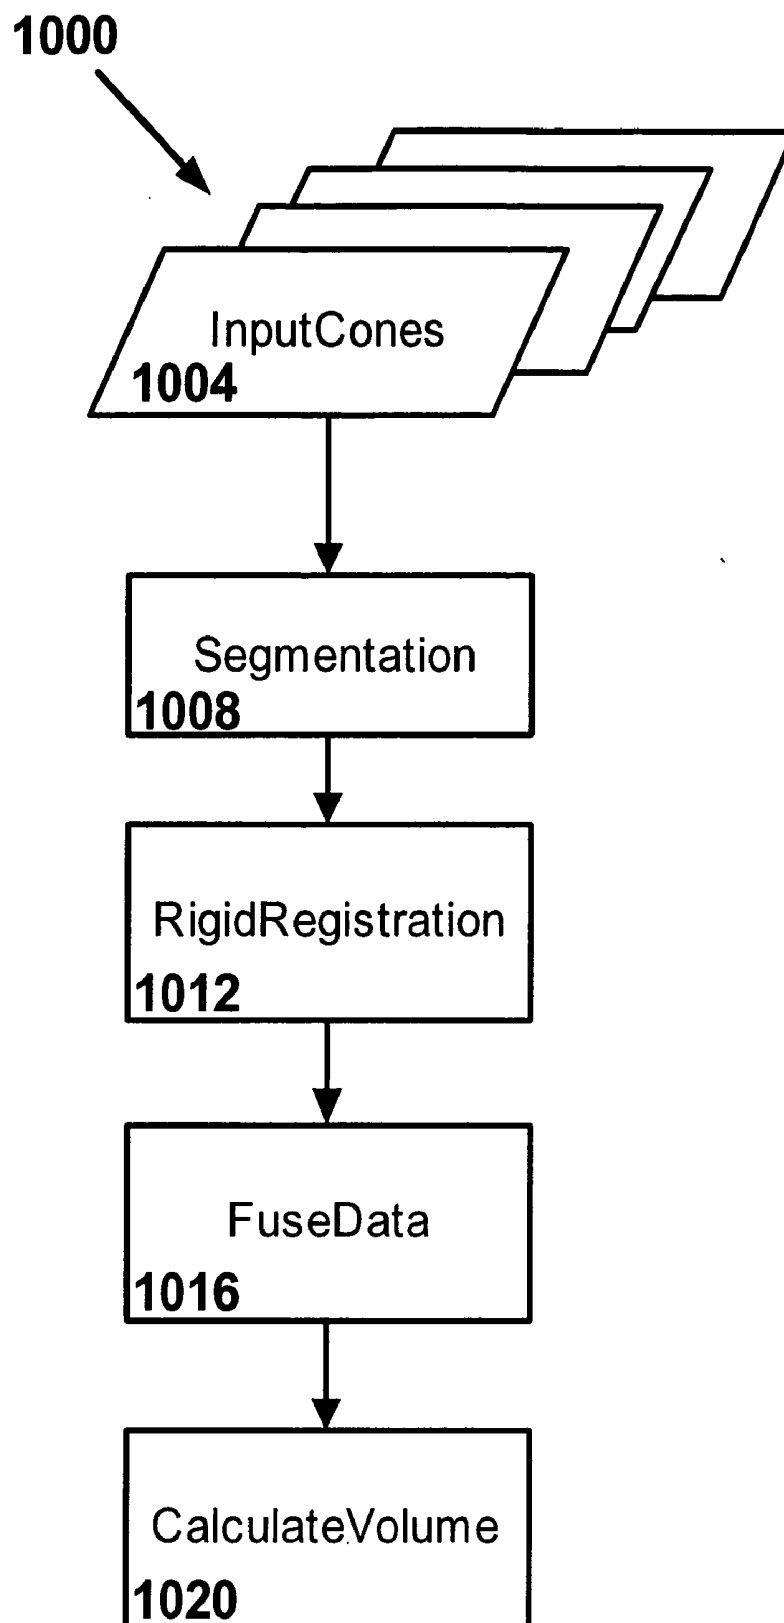 1000
InputCones
1004
Segmentation
1008
RigidRegistration
1012
FuseData
1016
CalculateVolume
1020